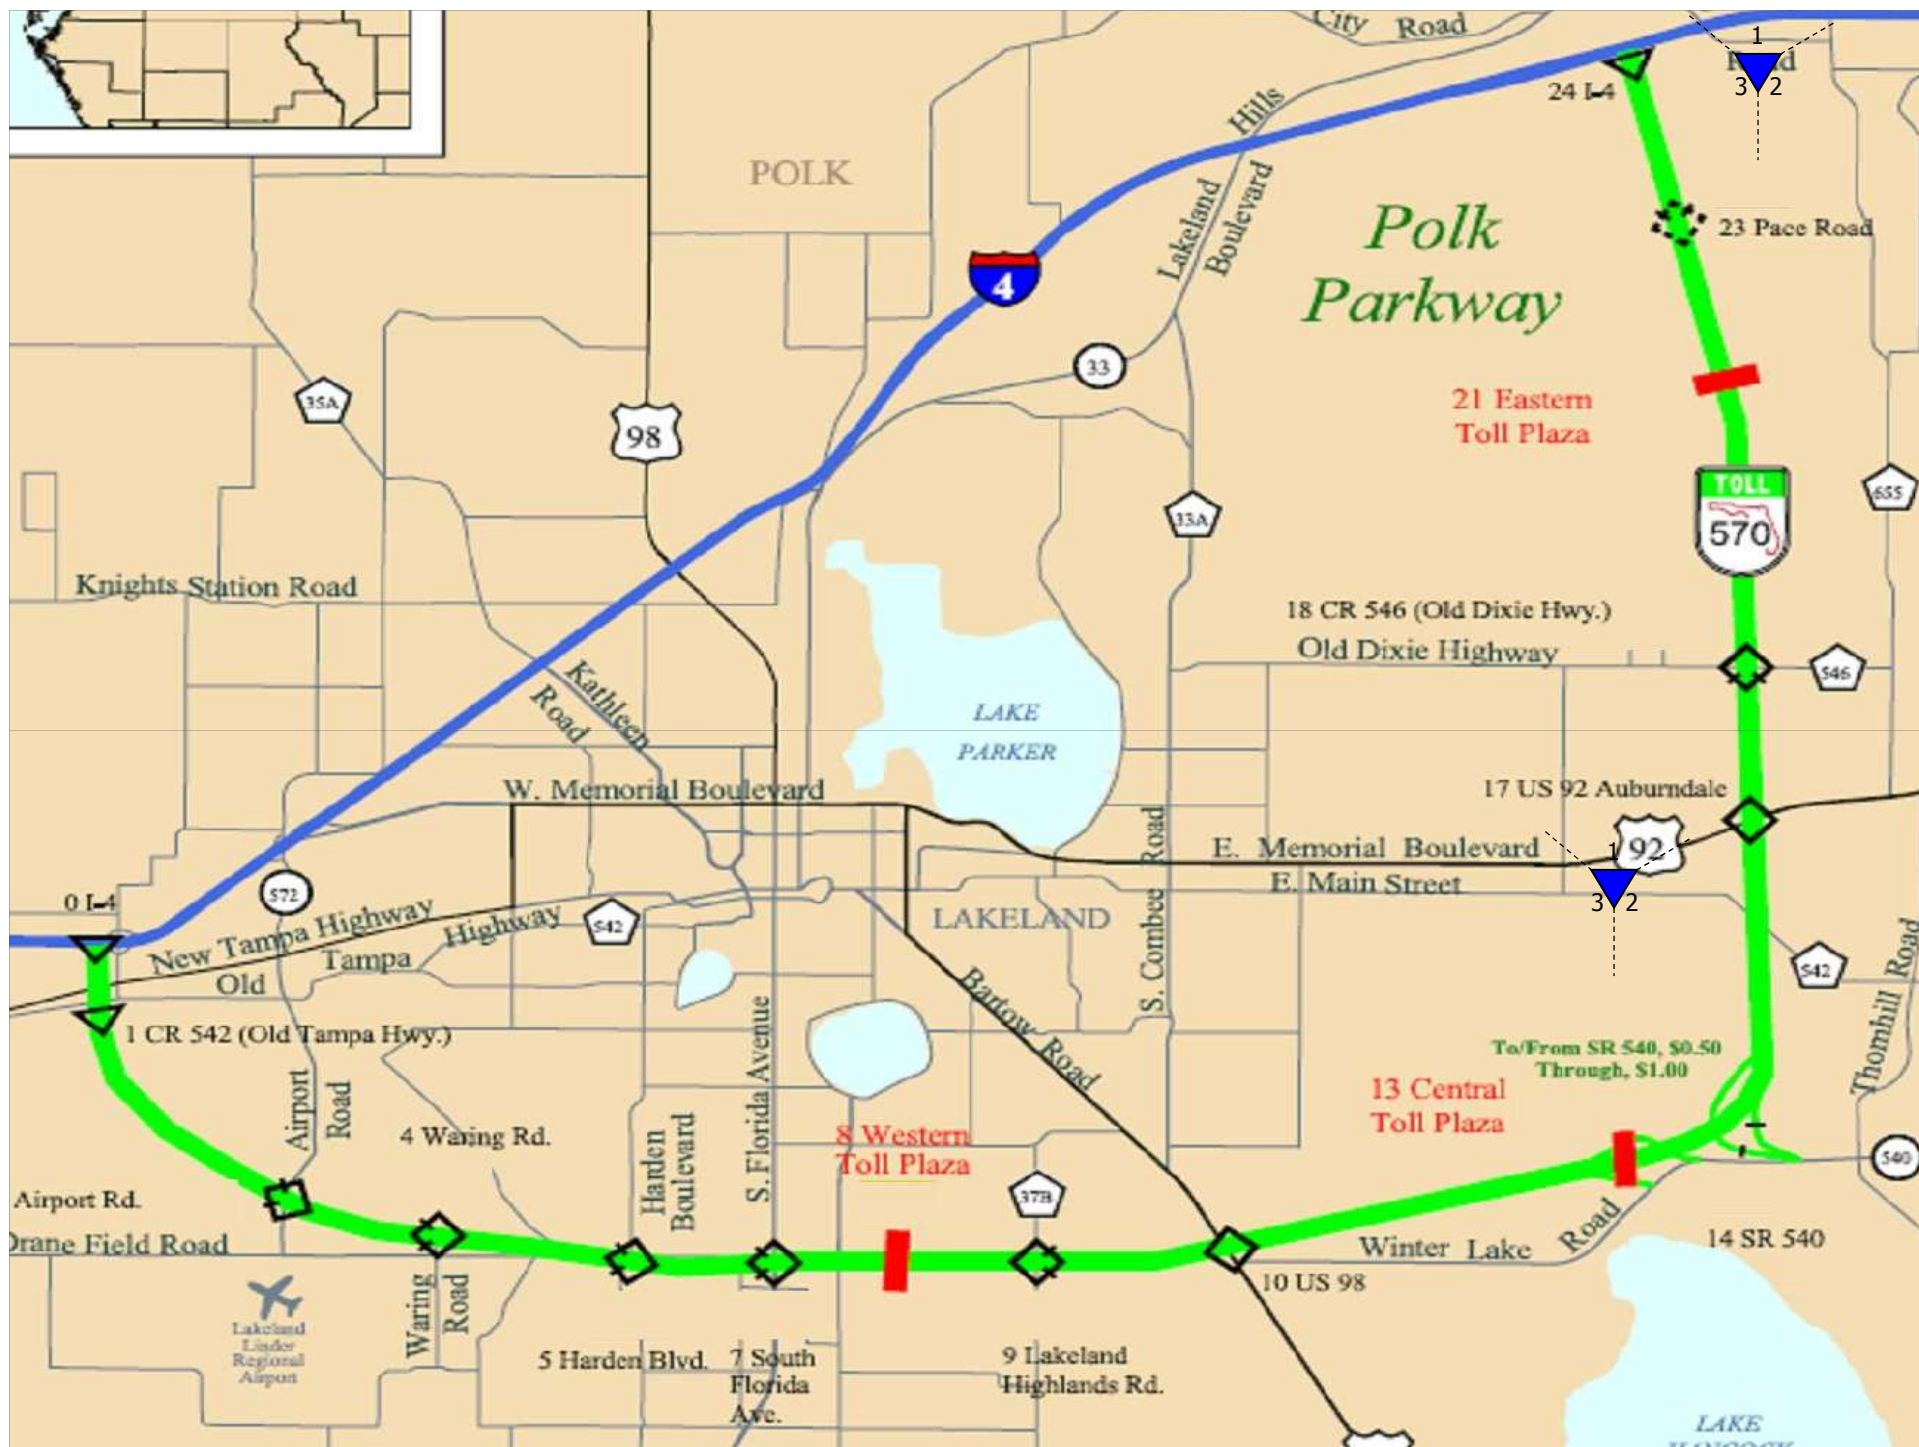 City Road
Road
1
3 2
24 I-4
Hills
POLK
Lakeland
Boulevard
Polk
Parkway
23 Pace Road
4
33
35A
98
21 Eastern
Toll Plaza
TOLL
570
655
33A
Knights Station Road
18 CR 546 (Old Dixie Hwy.)
Old Dixie Highway
546
Kathleen
Road
LAKE
PARKER
W. Memorial Boulevard
17 US 92 Auburndale
E. Memorial Boulevard
92
1
3 2
E. Main Street
572
0 I-4
New Tampa Highway
Highway
542
LAKELAND
S. Combee Road
Old Tampa
542
Thornhill Road
Bartow Road
1 CR 542 (Old Tampa Hwy.)
To/From SR 540, $0.50
Through, $1.00
13 Central
Toll Plaza
Airport
Road
4 Waring Rd.
Harden
Boulevard
S. Florida Avenue
8 Western
Toll Plaza
37B
540
Airport Rd.
Drane Field Road
Winter Lake Road
14 SR 540
10 US 98
Waring
Road
Lakeland
Linder
Regional
Airport
5 Harden Blvd.
7 South
Florida
Ave.
9 Lakeland
Highlands Rd.
LAKE